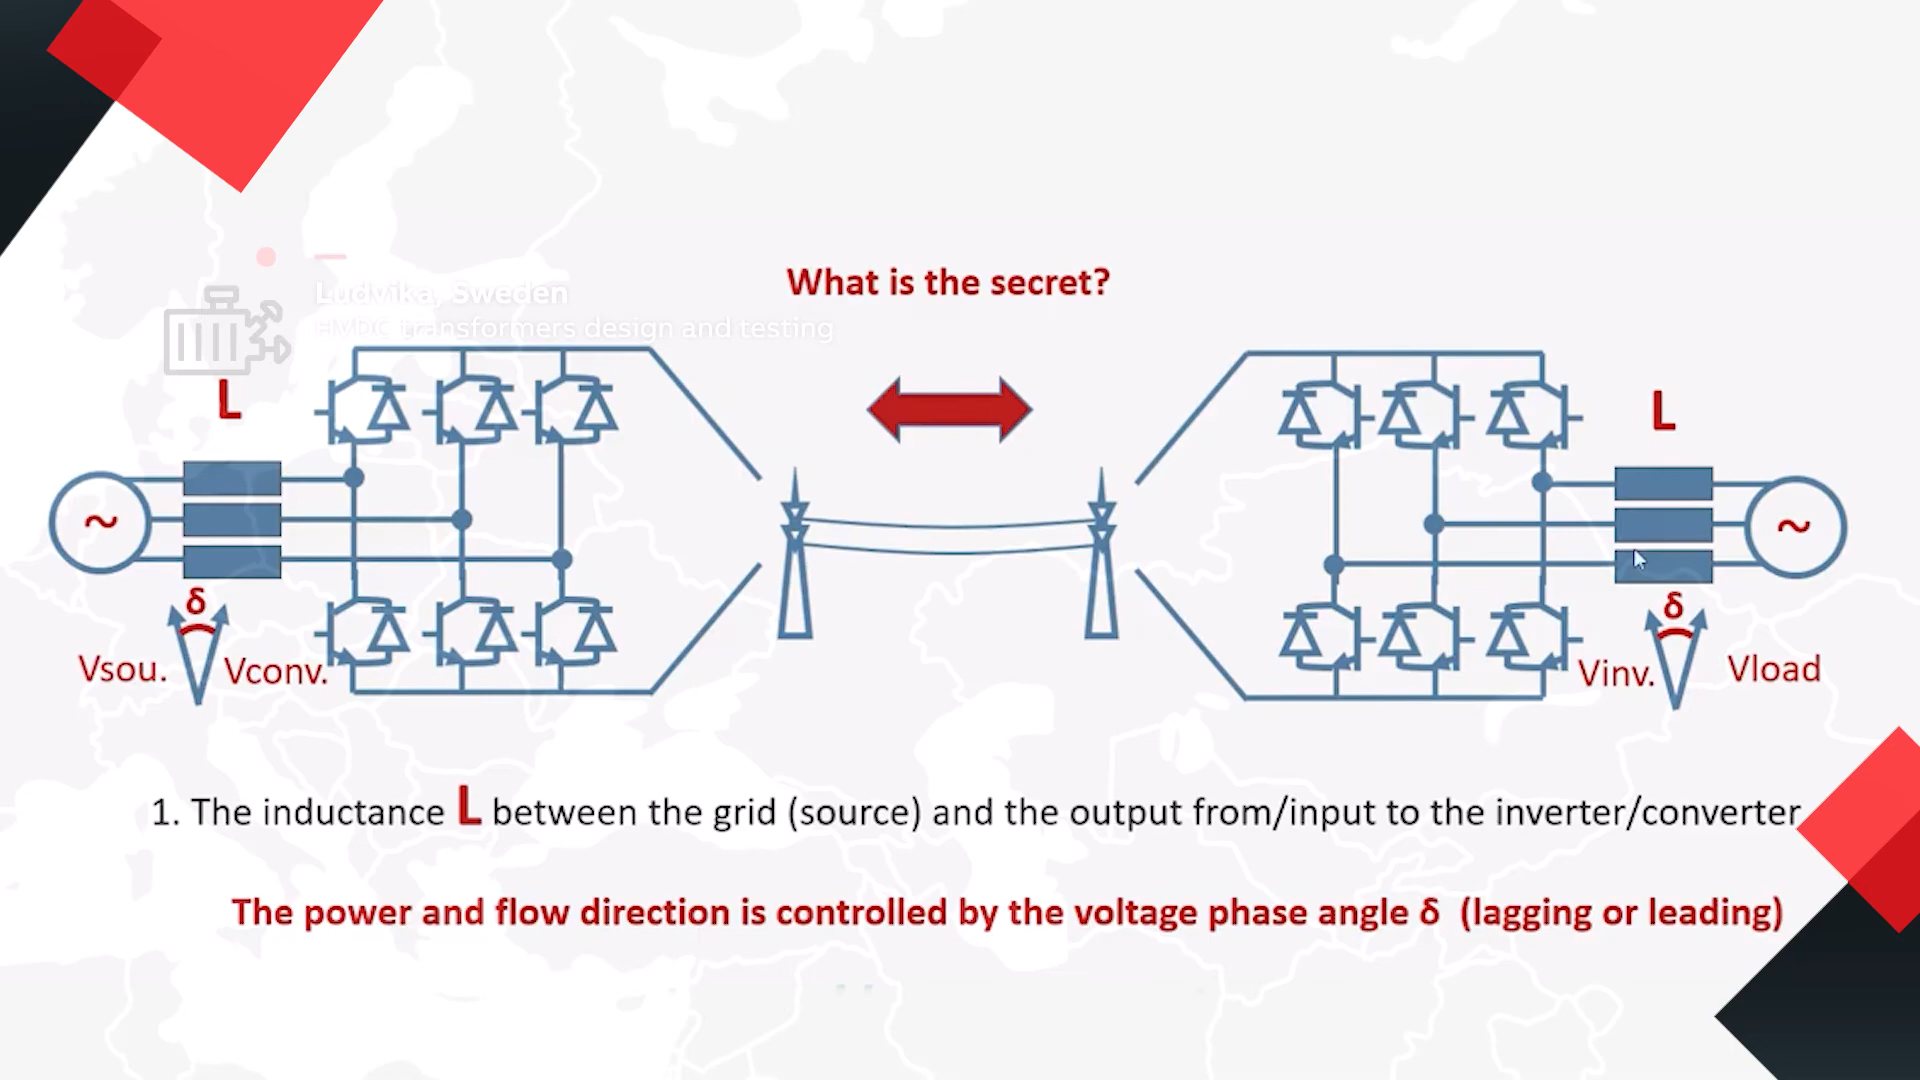 What is the secret?
Ludvika, Sweden
HVDC transformers design and testing
L
L
~
~
δ
δ
Vsou.
Vconv.
Vinv.
Vload
1. The inductance L between the grid (source) and the output from/input to the inverter/converter
The power and flow direction is controlled by the voltage phase angle δ (lagging or leading)